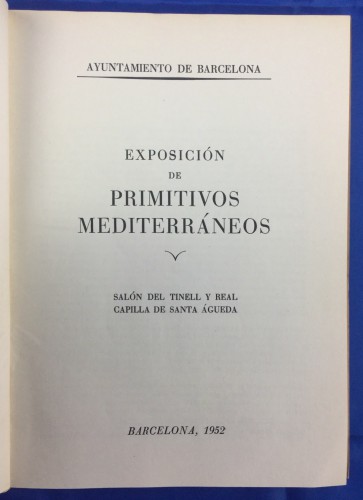 AYUNTAMIENTO DE BARCELONA
EXPOSICIÓN
DE
PRIMITIVOS
MEDITERRÁNEOS
SALÓN DEL TINELL Y REAL
CAPILLA DE SANTA ÁGUEDA
BARCELONA, 1952